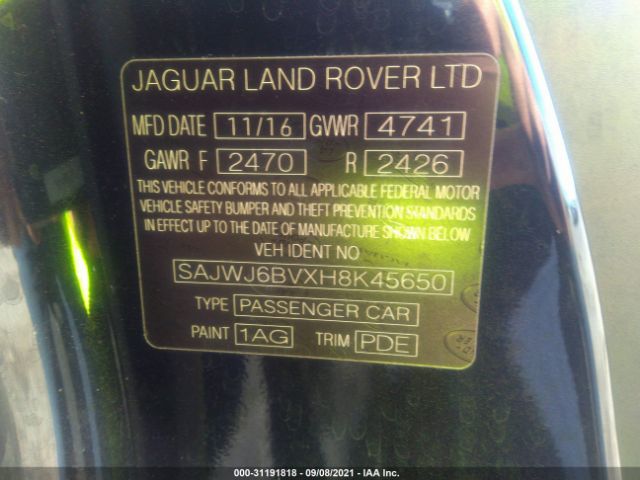 JAGUAR LAND ROVER LTD
MFD DATE 11/16 GVWR 4741
GAWR F 2470 R 2426
THIS VEHICLE CONFORMS TO ALL APPLICABLE FEDERAL MOTOR
VEHICLE SAFETY BUMPER AND THEFT PREVENTION STANDARDS
IN EFFECT UP TO THE DATE OF MANUFACTURE SHOWN BELOW.
VEH IDENT NO
SAJWJ6BVXH8K45650
TYPE PASSENGER CAR
PAINT 1AG TRIM PDE
000-31191818 - 09/08/2021 - IAA Inc.